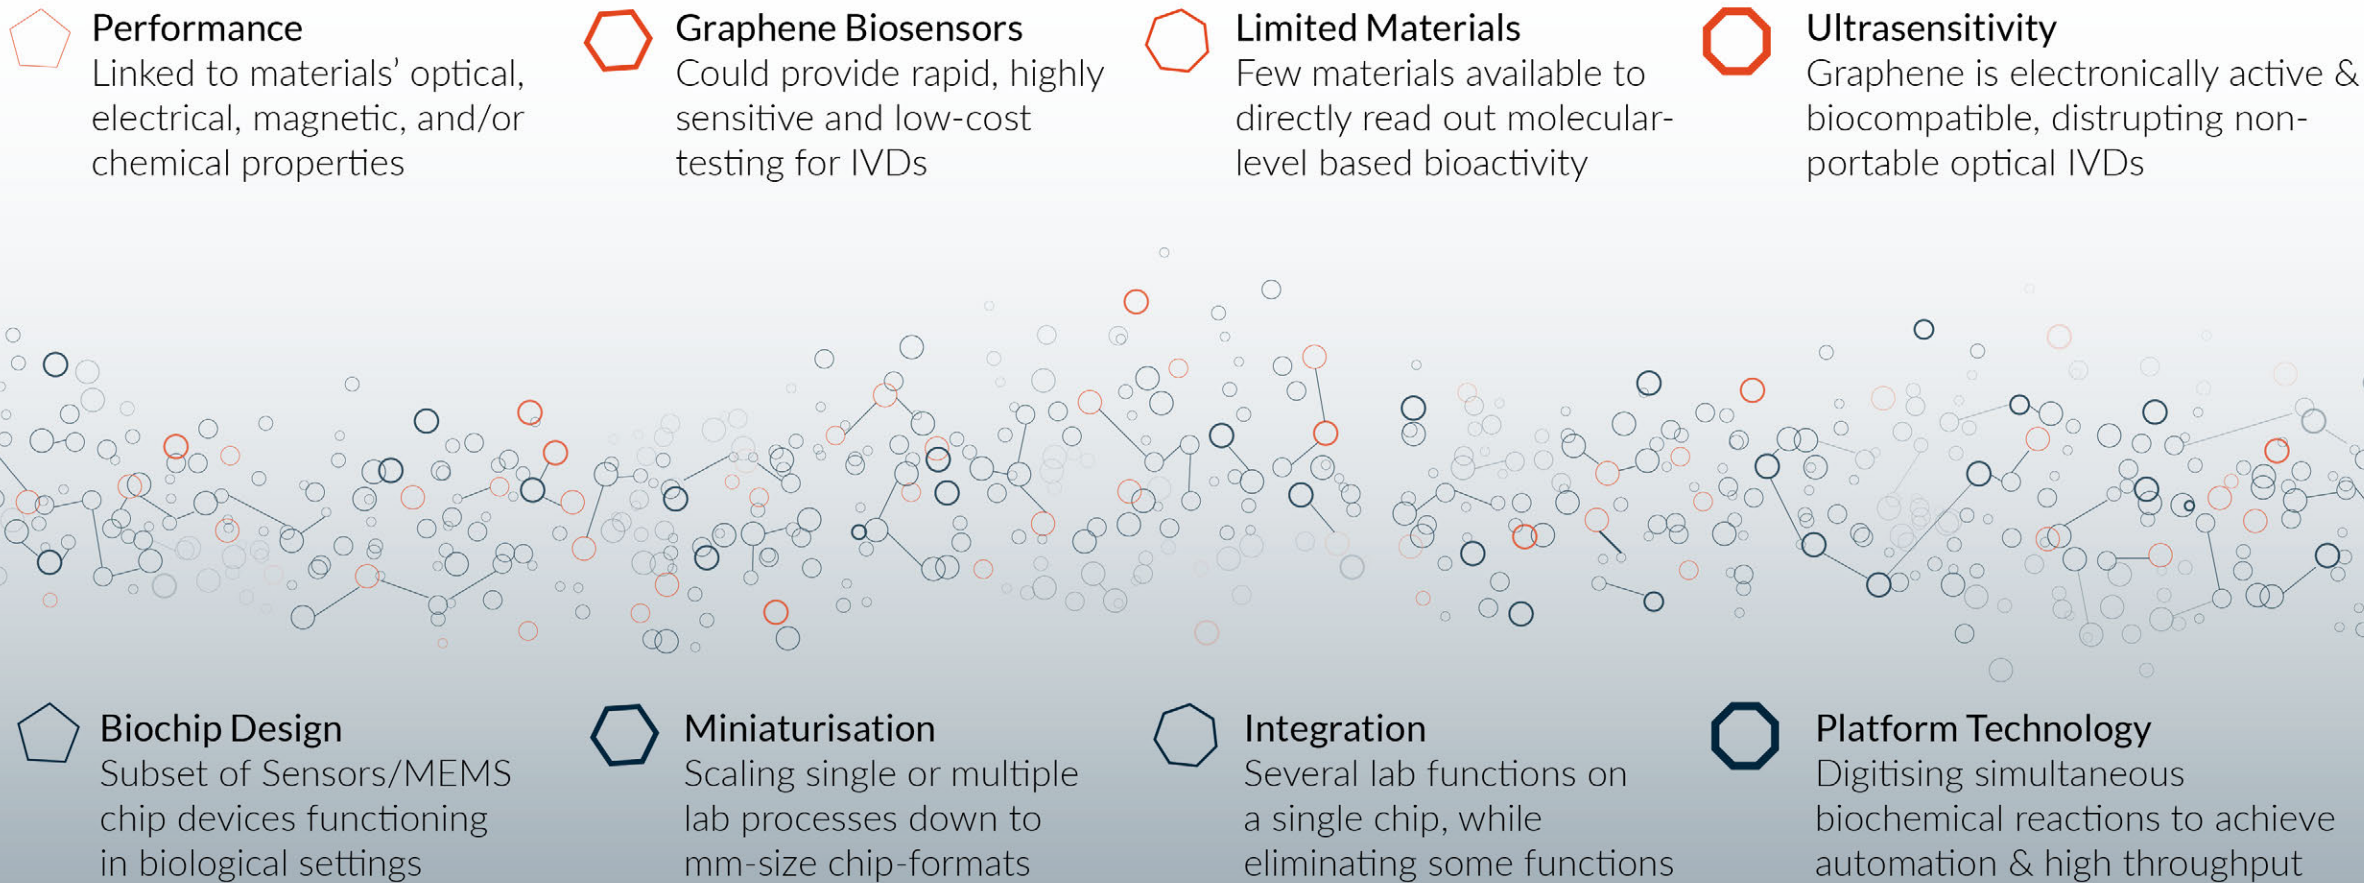 Performance
Linked to materials’ optical,
electrical, magnetic, and/or
chemical properties
Graphene Biosensors
Could provide rapid, highly
sensitive and low-cost
testing for IVDs
Limited Materials
Few materials available to
directly read out molecular-
level based bioactivity
Ultrasensitivity
Graphene is electronically active &
biocompatible, distrupting non-
portable optical IVDs
Biochip Design
Subset of Sensors/MEMS
chip devices functioning
in biological settings
Miniaturisation
Scaling single or multiple
lab processes down to
mm-size chip-formats
Integration
Several lab functions on
a single chip, while
eliminating some functions
Platform Technology
Digitising simultaneous
biochemical reactions to achieve
automation & high throughput